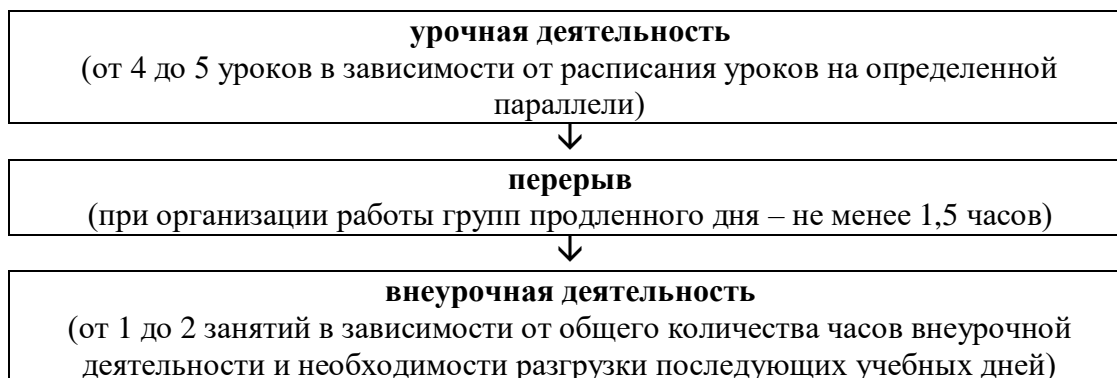 урочная деятельность
(от 4 до 5 уроков в зависимости от расписания уроков на определенной
параллели)
перерыв
(при организации работы групп продленного дня – не менее 1,5 часов)
внеурочная деятельность
(от 1 до 2 занятий в зависимости от общего количества часов внеурочной
деятельности и необходимости разгрузки последующих учебных дней)